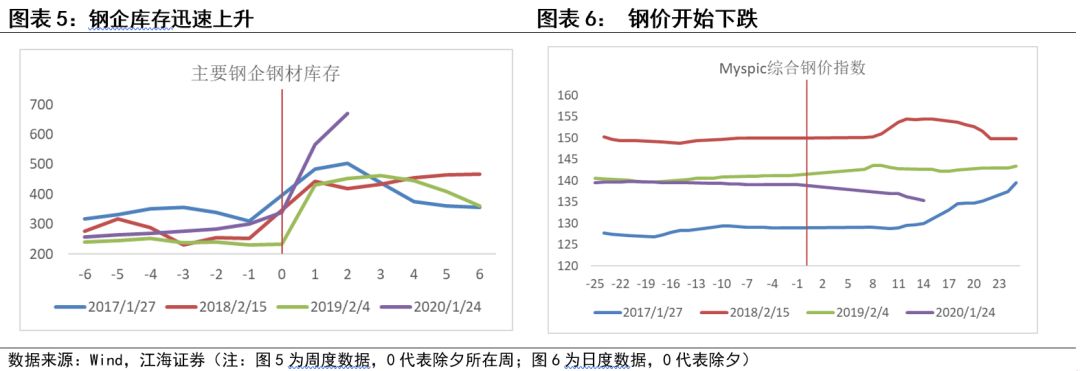 图表 5：钢企库存迅速上升
图表 6： 钢价开始下跌
主要钢企钢材库存
700
600
500
400
300
200
-6 -5 -4 -3 -2 -1 0 1 2 3 4 5 6
2017/1/27 2018/2/15 2019/2/4 2020/1/24
Myspic综合钢价指数
160
155
150
145
140
135
130
125
120
-25 -22 -19 -16 -13 -10 -7 -4 -1 2 5 8 11 14 17 20 23
2017/1/27 2018/2/15 2019/2/4 2020/1/24
数据来源：Wind，江海证券（注：图 5 为周度数据，0 代表除夕所在周；图 6 为日度数据，0 代表除夕）